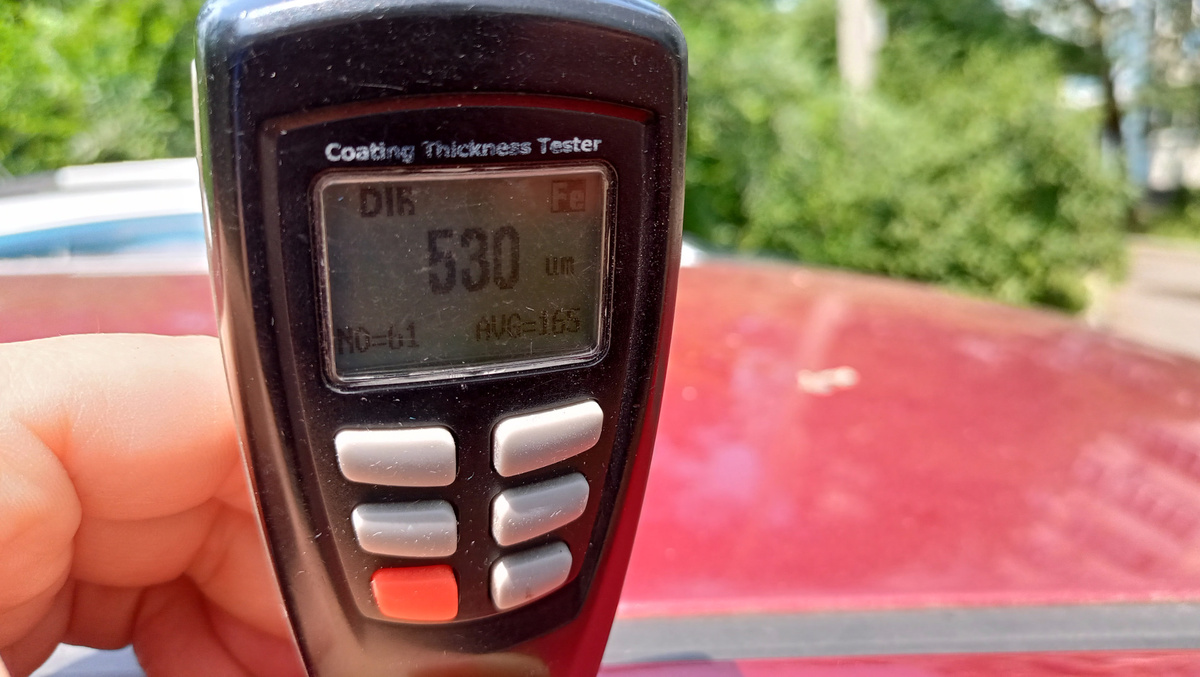 Coating Thickness Tester
DIR Fe
530 um
NO=61 AVG=165